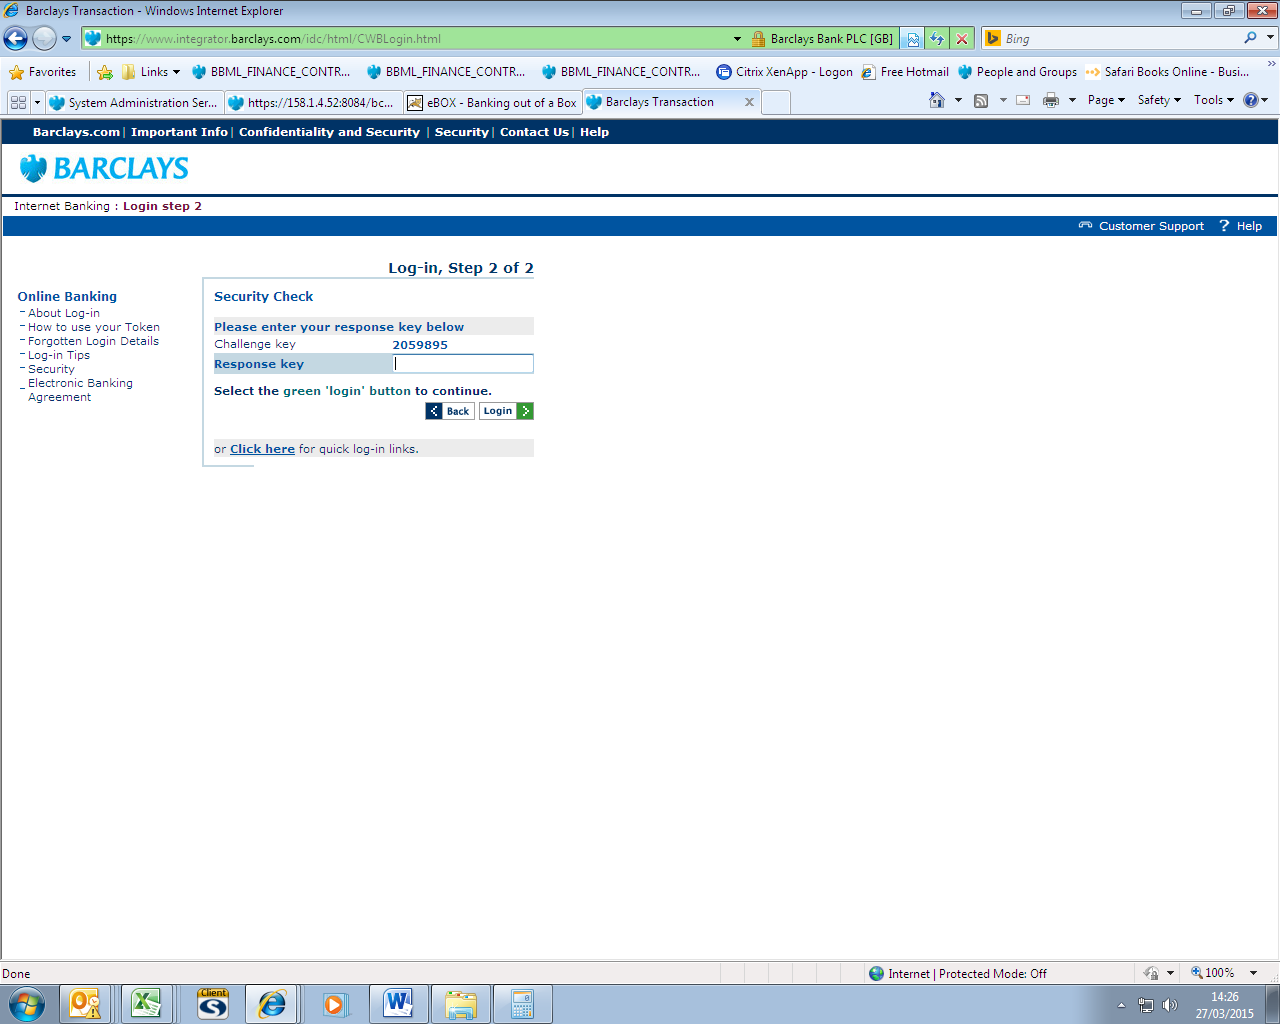 Barclays Transaction - Windows Internet Explorer
https://www.integrator.barclays.com/idc/html/CWBLogin.html
Barclays Bank PLC [GB]
Bing
Favorites
Links
BBML_FINANCE_CONTR...
BBML_FINANCE_CONTR...
BBML_FINANCE_CONTR...
Citrix XenApp - Logon
Free Hotmail
People and Groups
Safari Books Online - Busi...
System Administration Ser...
https://158.1.4.52:8084/bc...
eBOX - Banking out of a Box
Barclays Transaction
Page
Safety
Tools
Barclays.com | Important Info | Confidentiality and Security | Security | Contact Us | Help
BARCLAYS
Internet Banking : Login step 2
Customer Support
? Help
Log-in, Step 2 of 2
Online Banking
About Log-in
How to use your Token
Forgotten Login Details
Log-in Tips
Security
Electronic Banking
Agreement
Security Check
Please enter your response key below
Challenge key 2059895
Response key
Select the green 'login' button to continue.
Back
Login
or Click here for quick log-in links.
Done
Internet | Protected Mode: Off
100%
Client
14:26
27/03/2015